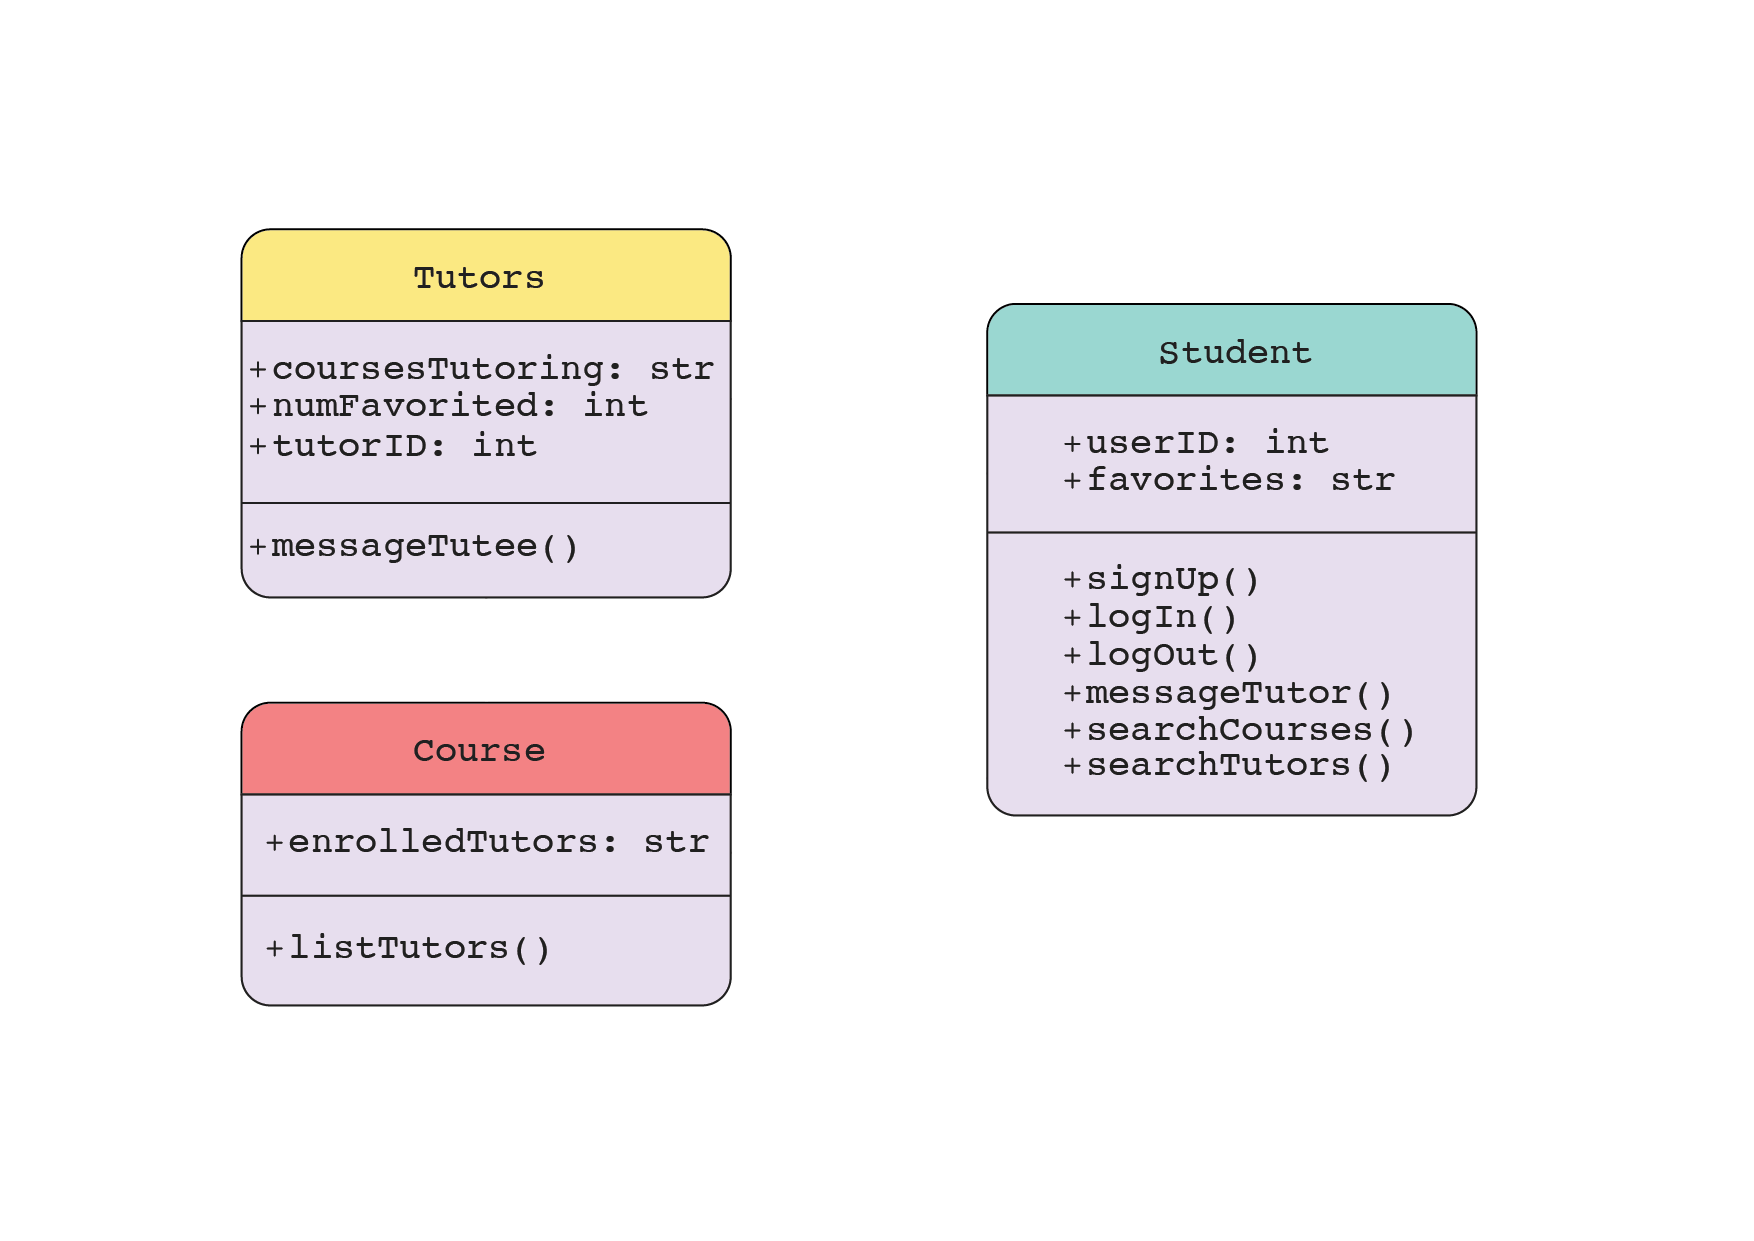 Tutors
+coursesTutoring: str
+numFavorited: int
+tutorID: int
+messageTutee()
Course
+enrolledTutors: str
+listTutors()
Student
+userID: int
+favorites: str
+signUp()
+logIn()
+logOut()
+messageTutor()
+searchCourses()
+searchTutors()